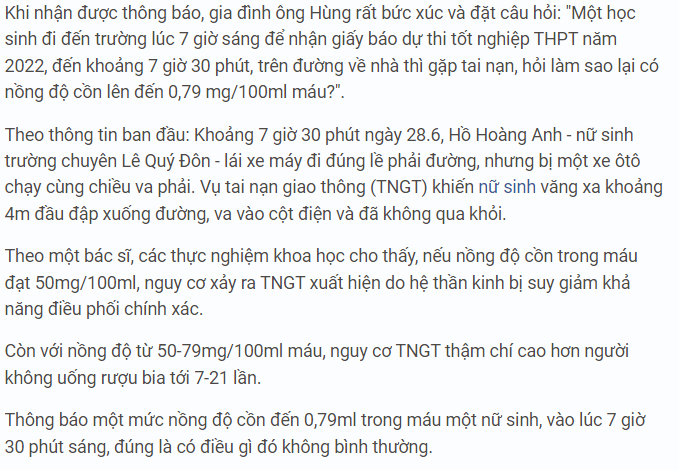 Khi nhận được thông báo, gia đình ông Hùng rất bức xúc và đặt câu hỏi: "Một học
sinh đi đến trường lúc 7 giờ sáng để nhận giấy báo dự thi tốt nghiệp THPT năm
2022, đến khoảng 7 giờ 30 phút, trên đường về nhà thì gặp tai nạn, hỏi làm sao lại có
nồng độ cồn lên đến 0,79 mg/100ml máu?".
Theo thông tin ban đầu: Khoảng 7 giờ 30 phút ngày 28.6, Hồ Hoàng Anh - nữ sinh
trường chuyên Lê Quý Đôn - lái xe máy đi đúng lề phải đường, nhưng bị một xe ôtô
chạy cùng chiều va phải. Vụ tai nạn giao thông (TNGT) khiến nữ sinh văng xa khoảng
4m đầu đập xuống đường, va vào cột điện và đã không qua khỏi.
Theo một bác sĩ, các thực nghiệm khoa học cho thấy, nếu nồng độ cồn trong máu
đạt 50mg/100ml, nguy cơ xảy ra TNGT xuất hiện do hệ thần kinh bị suy giảm khả
năng điều phối chính xác.
Còn với nồng độ từ 50-79mg/100ml máu, nguy cơ TNGT thậm chí cao hơn người
không uống rượu bia tới 7-21 lần.
Thông báo một mức nồng độ cồn đến 0,79ml trong máu một nữ sinh, vào lúc 7 giờ
30 phút sáng, đúng là có điều gì đó không bình thường.